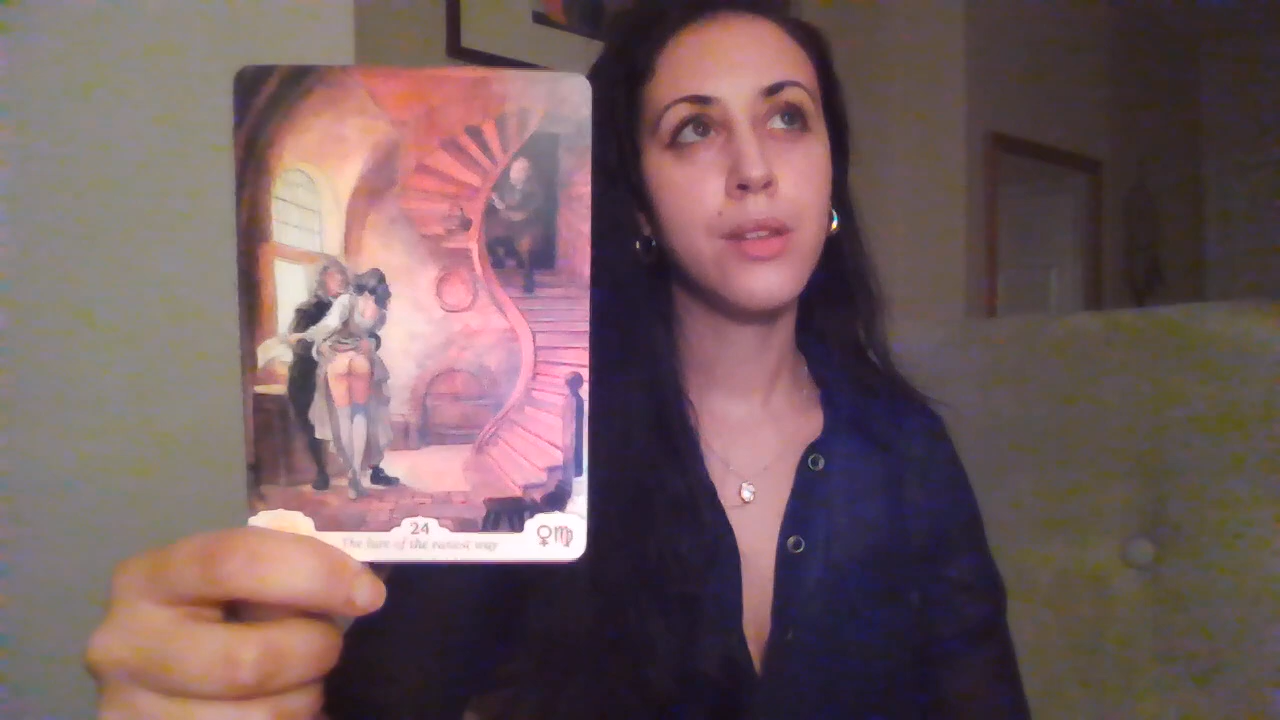 24
The lure of the easiest way
♀♍